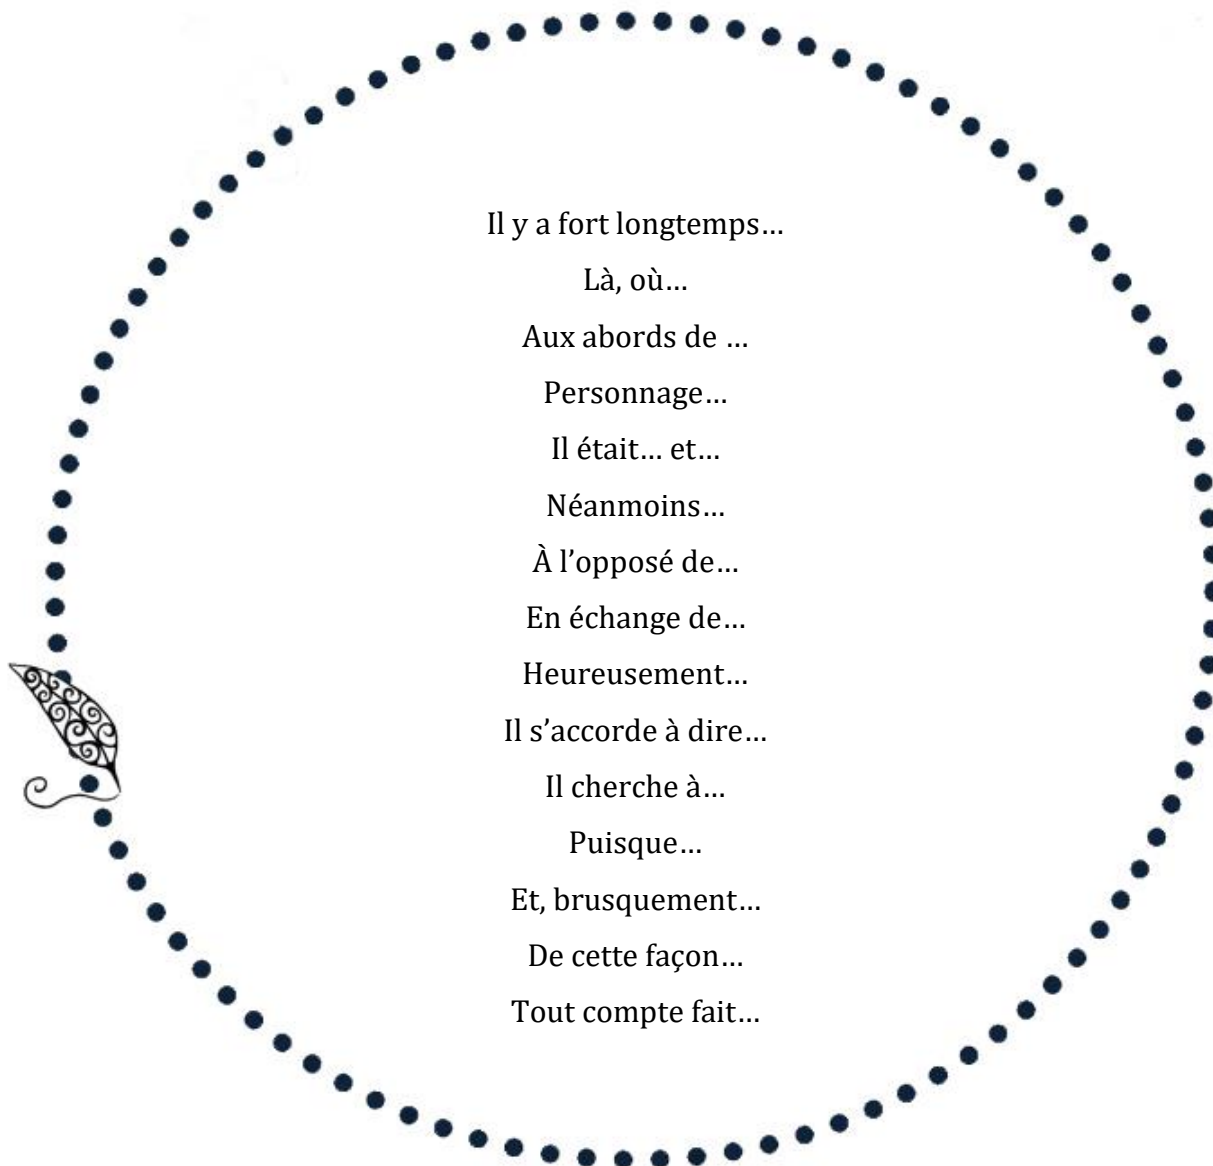 Il y a fort longtemps…
Là, où…
Aux abords de …
Personnage…
Il était… et…
Néanmoins…
À l’opposé de…
En échange de…
Heureusement…
Il s’accorde à dire…
Il cherche à…
Puisque…
Et, brusquement…
De cette façon…
Tout compte fait…